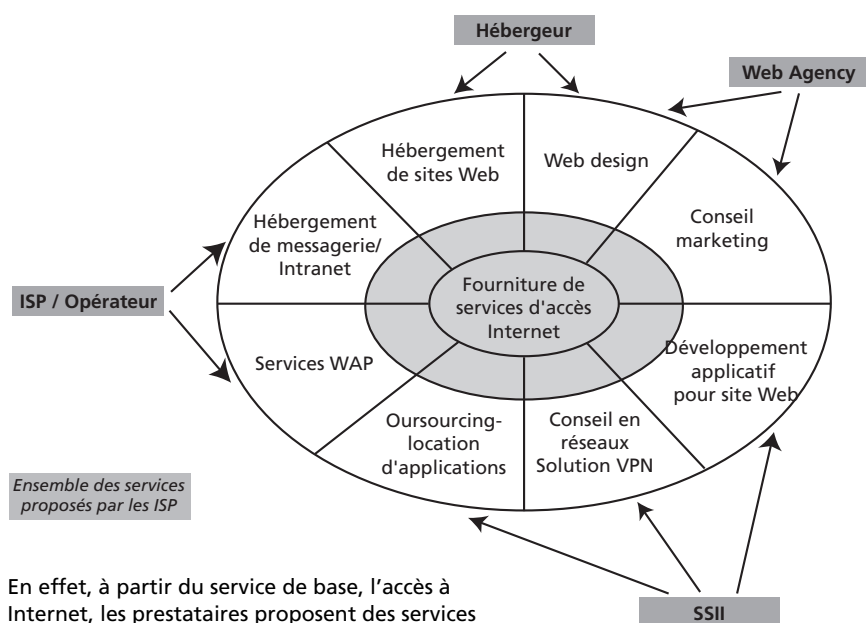 Hébergeur
Web Agency
Hébergement
de sites Web
Web design
Hébergement
de messagerie/
Intranet
Conseil
marketing
ISP / Opérateur
Fourniture de
services d'accès
Internet
Services WAP
Développement
applicatif
pour site Web
Oursourcing-
location
d'applications
Conseil en
réseaux
Solution VPN
Ensemble des services
proposés par les ISP
En effet, à partir du service de base, l'accès à
Internet, les prestataires proposent des services
SSII